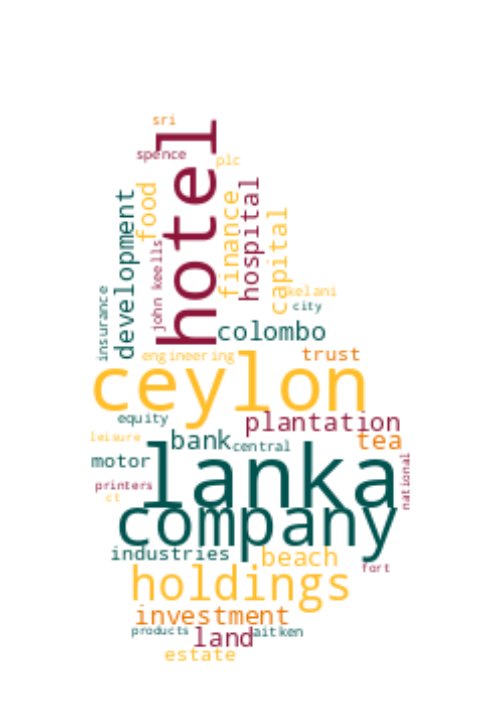 sri
spence
plc
hotel
food
development
finance
hospital
capital
john keells
insurance
kelani
city
colombo
engineering
trust
ceylon
equity
plantation
leisure
bank
central
tea
motor
lanka
national
printers
ct
company
industries
beach
fort
holdings
investment
products
land
aitken
estate